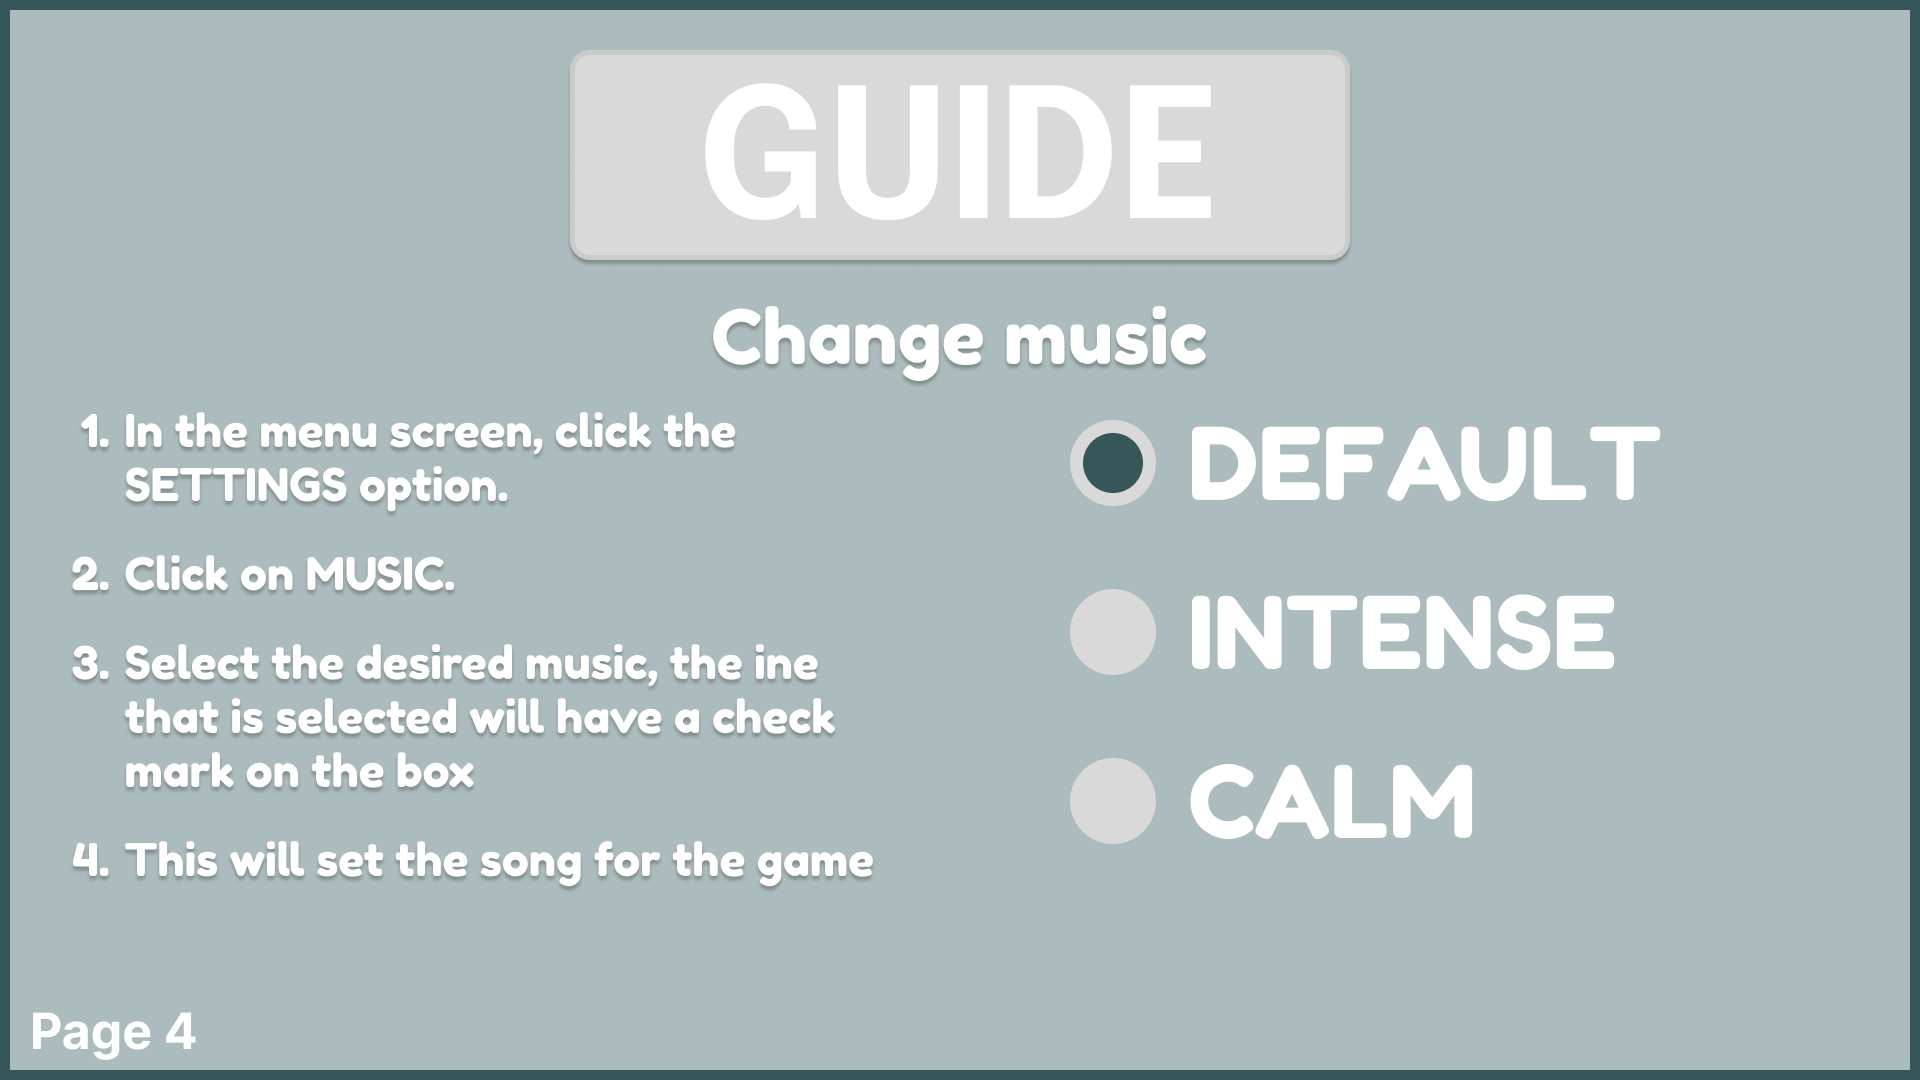 GUIDE
Change music
1. In the menu screen, click the
SETTINGS option.
2. Click on MUSIC.
3. Select the desired music, the ine
that is selected will have a check
mark on the box
4. This will set the song for the game
DEFAULT
INTENSE
CALM
Page 4